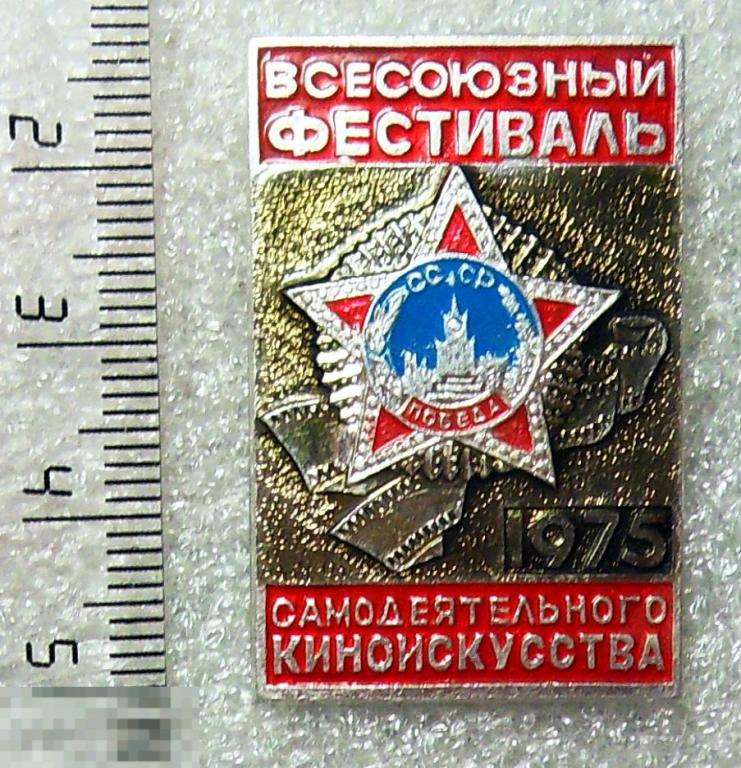 ВСЕСОЮЗНЫЙ
ФЕСТИВАЛЬ
СССР
ПОБЕДА
1975
САМОДЕЯТЕЛЬНОГО
КИНОИСКУССТВА
2
3
4
5